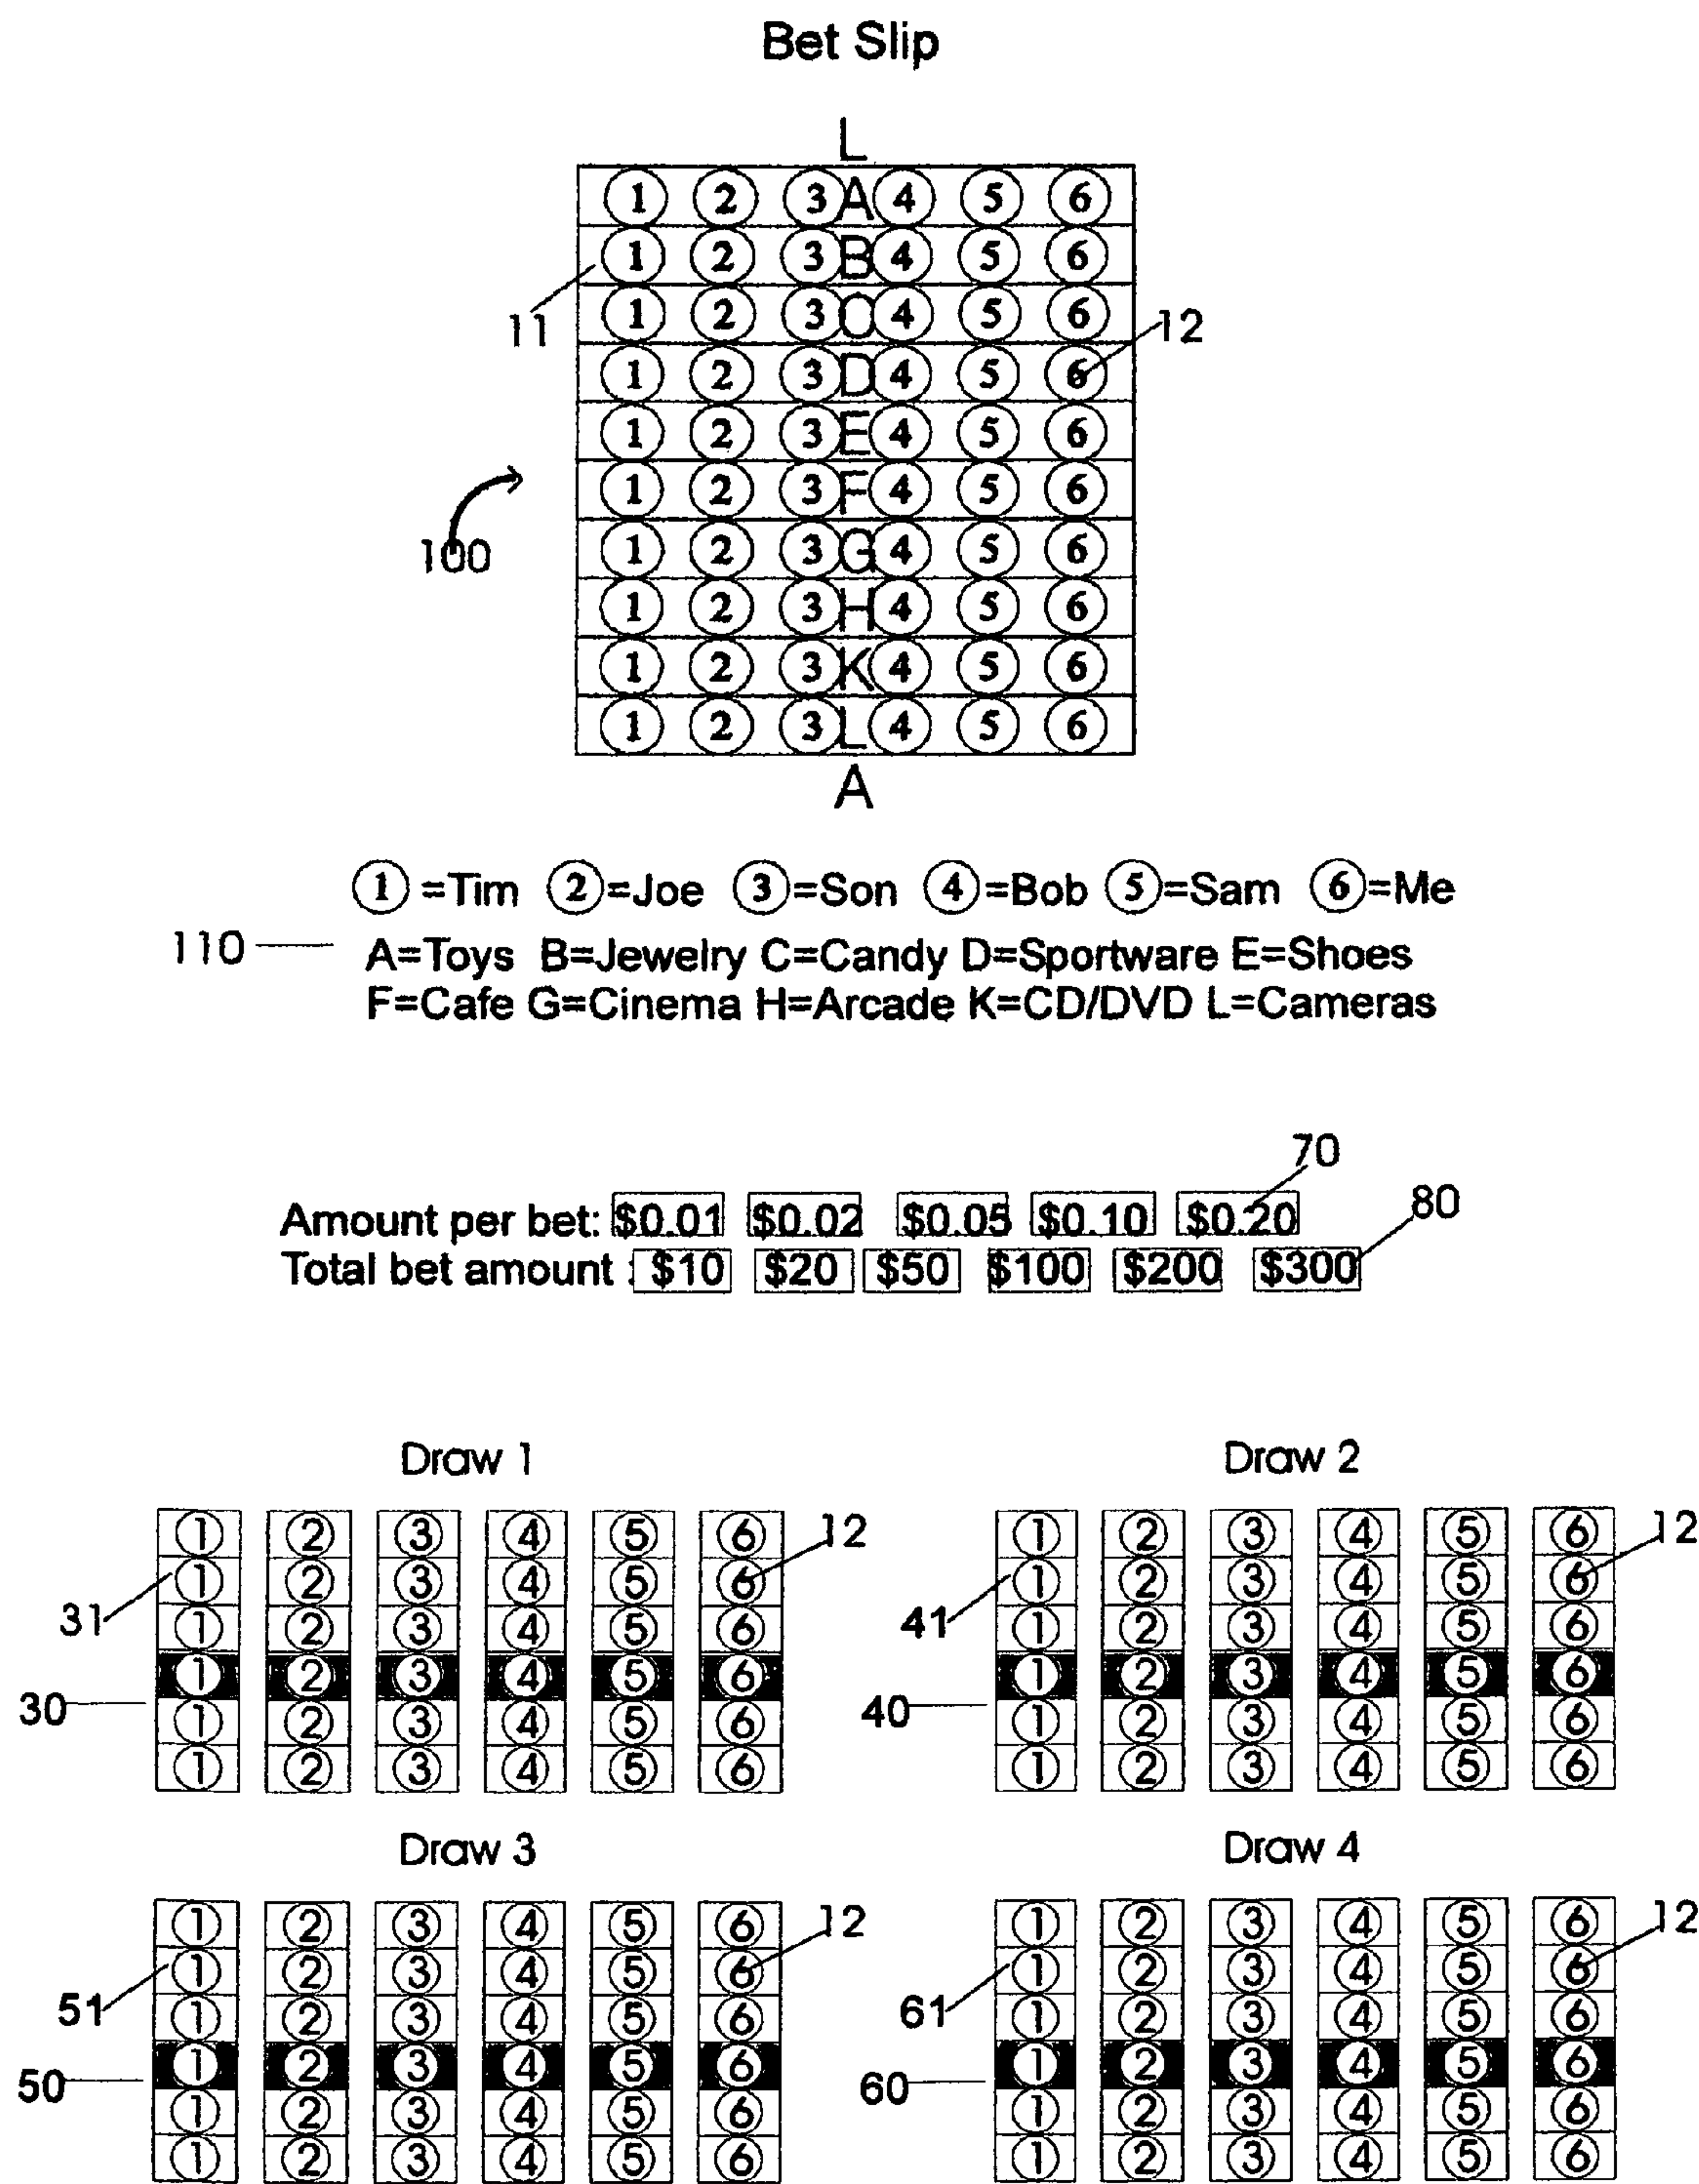 Bet Slip
L
1 2 3 A 4 5 6
1 2 3 B 4 5 6
11
1 2 3 C 4 5 6
12
1 2 3 D 4 5 6
1 2 3 E 4 5 6
1 2 3 F 4 5 6
100
1 2 3 G 4 5 6
1 2 3 H 4 5 6
1 2 3 K 4 5 6
1 2 3 L 4 5 6
A
1 =Tim 2 =Joe 3 =Son 4 =Bob 5 =Sam 6 =Me
110
A=Toys B=Jewelry C=Candy D=Sportware E=Shoes
F=Cafe G=Cinema H=Arcade K=CD/DVD L=Cameras
70
80
Amount per bet: $0.01 $0.02 $0.05 $0.10 $0.20
Total bet amount : $10 $20 $50 $100 $200 $300
Draw 1
1 2 3 4 5 6
12
1 2 3 4 5 6
31
1 2 3 4 5 6
1 2 3 4 5 6
30
1 2 3 4 5 6
1 2 3 4 5 6
Draw 2
1 2 3 4 5 6
12
1 2 3 4 5 6
41
1 2 3 4 5 6
1 2 3 4 5 6
40
1 2 3 4 5 6
1 2 3 4 5 6
Draw 3
1 2 3 4 5 6
12
1 2 3 4 5 6
51
1 2 3 4 5 6
1 2 3 4 5 6
50
1 2 3 4 5 6
1 2 3 4 5 6
Draw 4
1 2 3 4 5 6
12
1 2 3 4 5 6
61
1 2 3 4 5 6
1 2 3 4 5 6
60
1 2 3 4 5 6
1 2 3 4 5 6